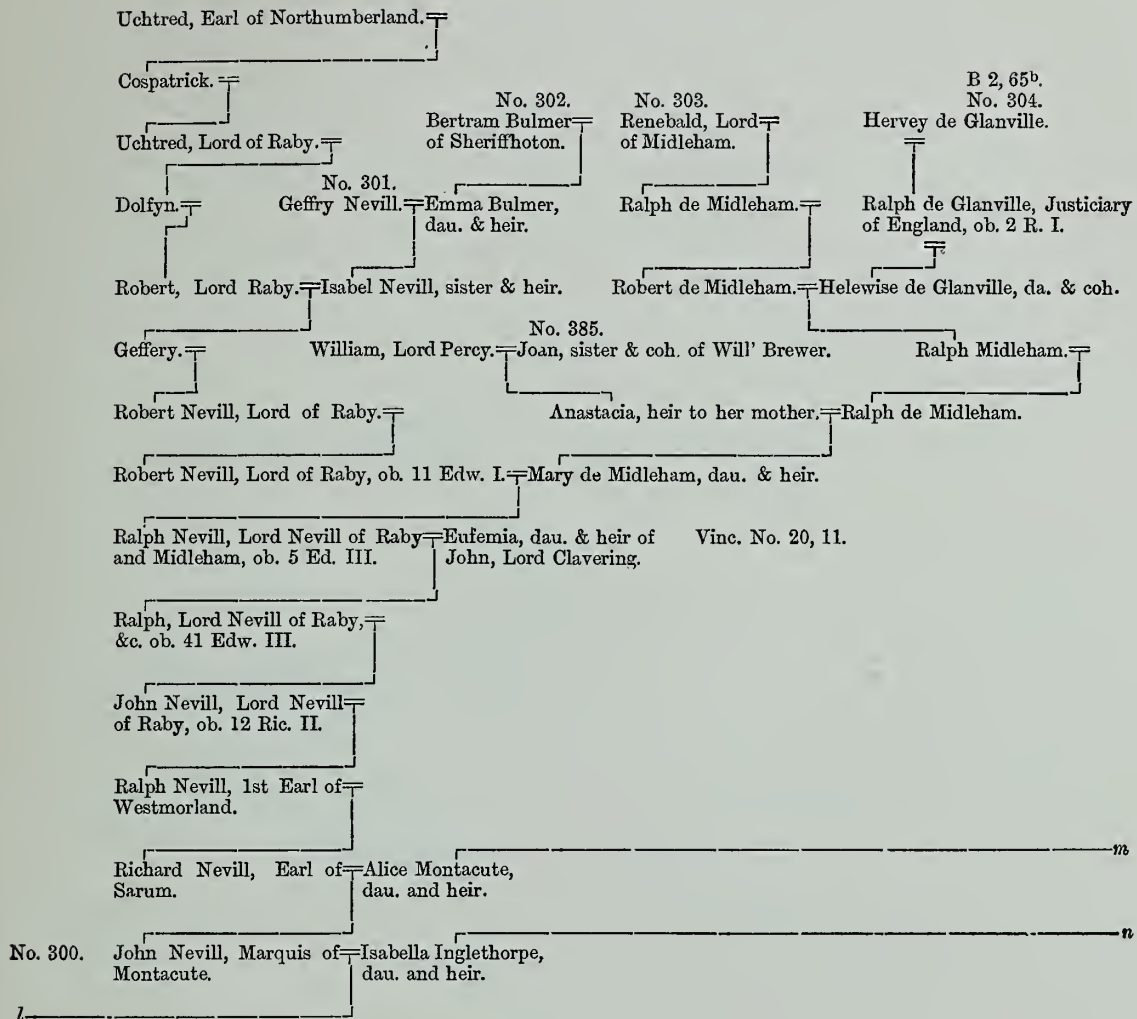 Uchtred, Earl of Northumberland.
Cospatrick.
B 2, 65b.
No. 302. No. 303. No. 304.
Bertram Bulmer Renebald, Lord Hervey de Glanville.
Uchtred, Lord of Raby. of Sheriffhoton. of Midleham.
No. 301.
Dolfyn. Geffry Nevill. Emma Bulmer, Ralph de Midleham. Ralph de Glanville, Justiciary
dau. & heir. of England, ob. 2 R. I.
Robert, Lord Raby. Isabel Nevill, sister & heir. Robert de Midleham. Helewise de Glanville, da. & coh.
No. 385.
Geffery. William, Lord Percy. Joan, sister & coh. of Will' Brewer. Ralph Midleham.
Robert Nevill, Lord of Raby. Anastacia, heir to her mother. Ralph de Midleham.
Robert Nevill, Lord of Raby, ob. 11 Edw. I. Mary de Midleham, dau. & heir.
Ralph Nevill, Lord Nevill of Raby Eufemia, dau. & heir of Vinc. No. 20, 11.
and Midleham, ob. 5 Ed. III. John, Lord Clavering.
Ralph, Lord Nevill of Raby,
&c. ob. 41 Edw. III.
John Nevill, Lord Nevill
of Raby, ob. 12 Ric. II.
Ralph Nevill, 1st Earl of
Westmorland.
m
Richard Nevill, Earl of Alice Montacute,
Sarum. dau. and heir.
n
No. 300. John Nevill, Marquis of Isabella Inglethorpe,
Montacute. dau. and heir.
l